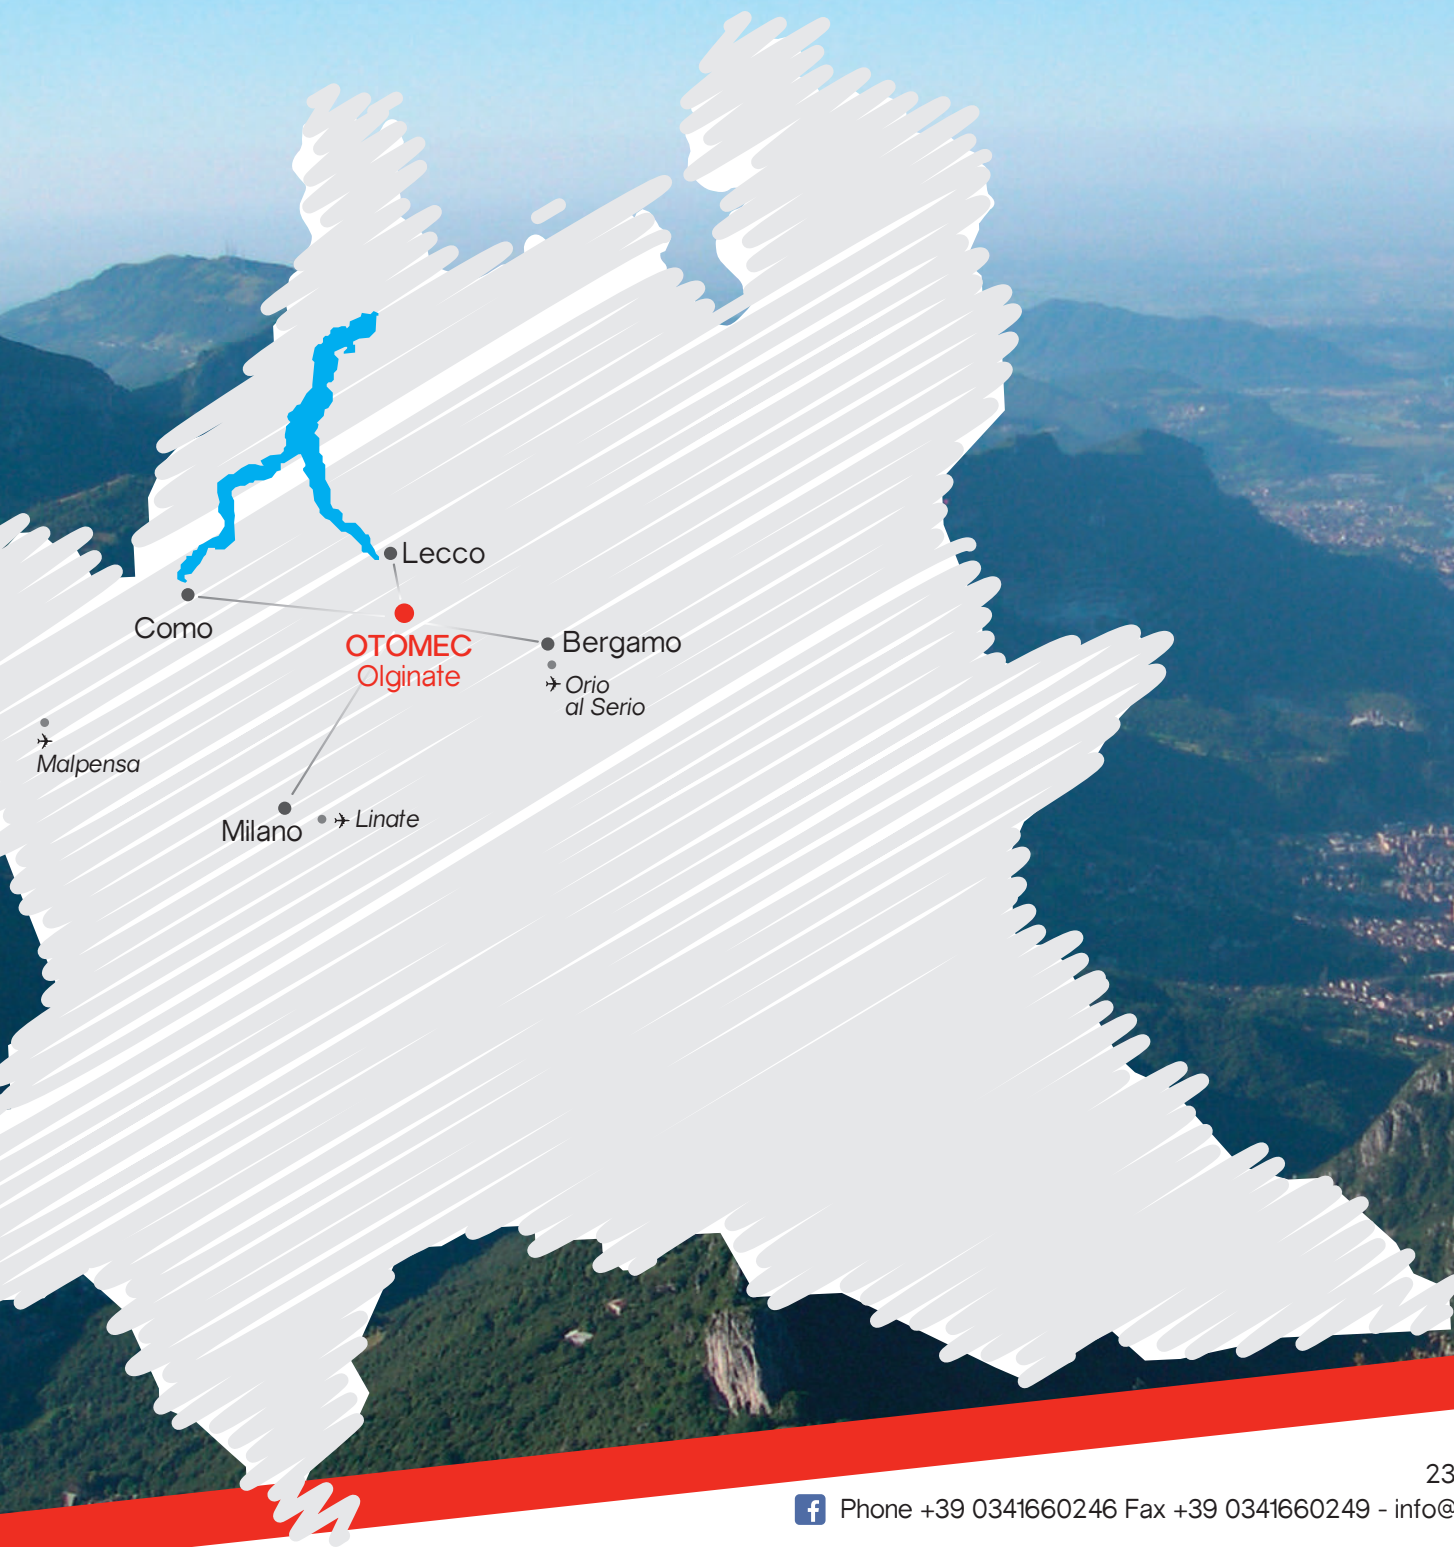 Lecco
Como
OTOMEC
Olginate
Bergamo
Orio
al Serio
Malpensa
Milano
Linate
23
Phone +39 0341660246 Fax +39 0341660249 - info@